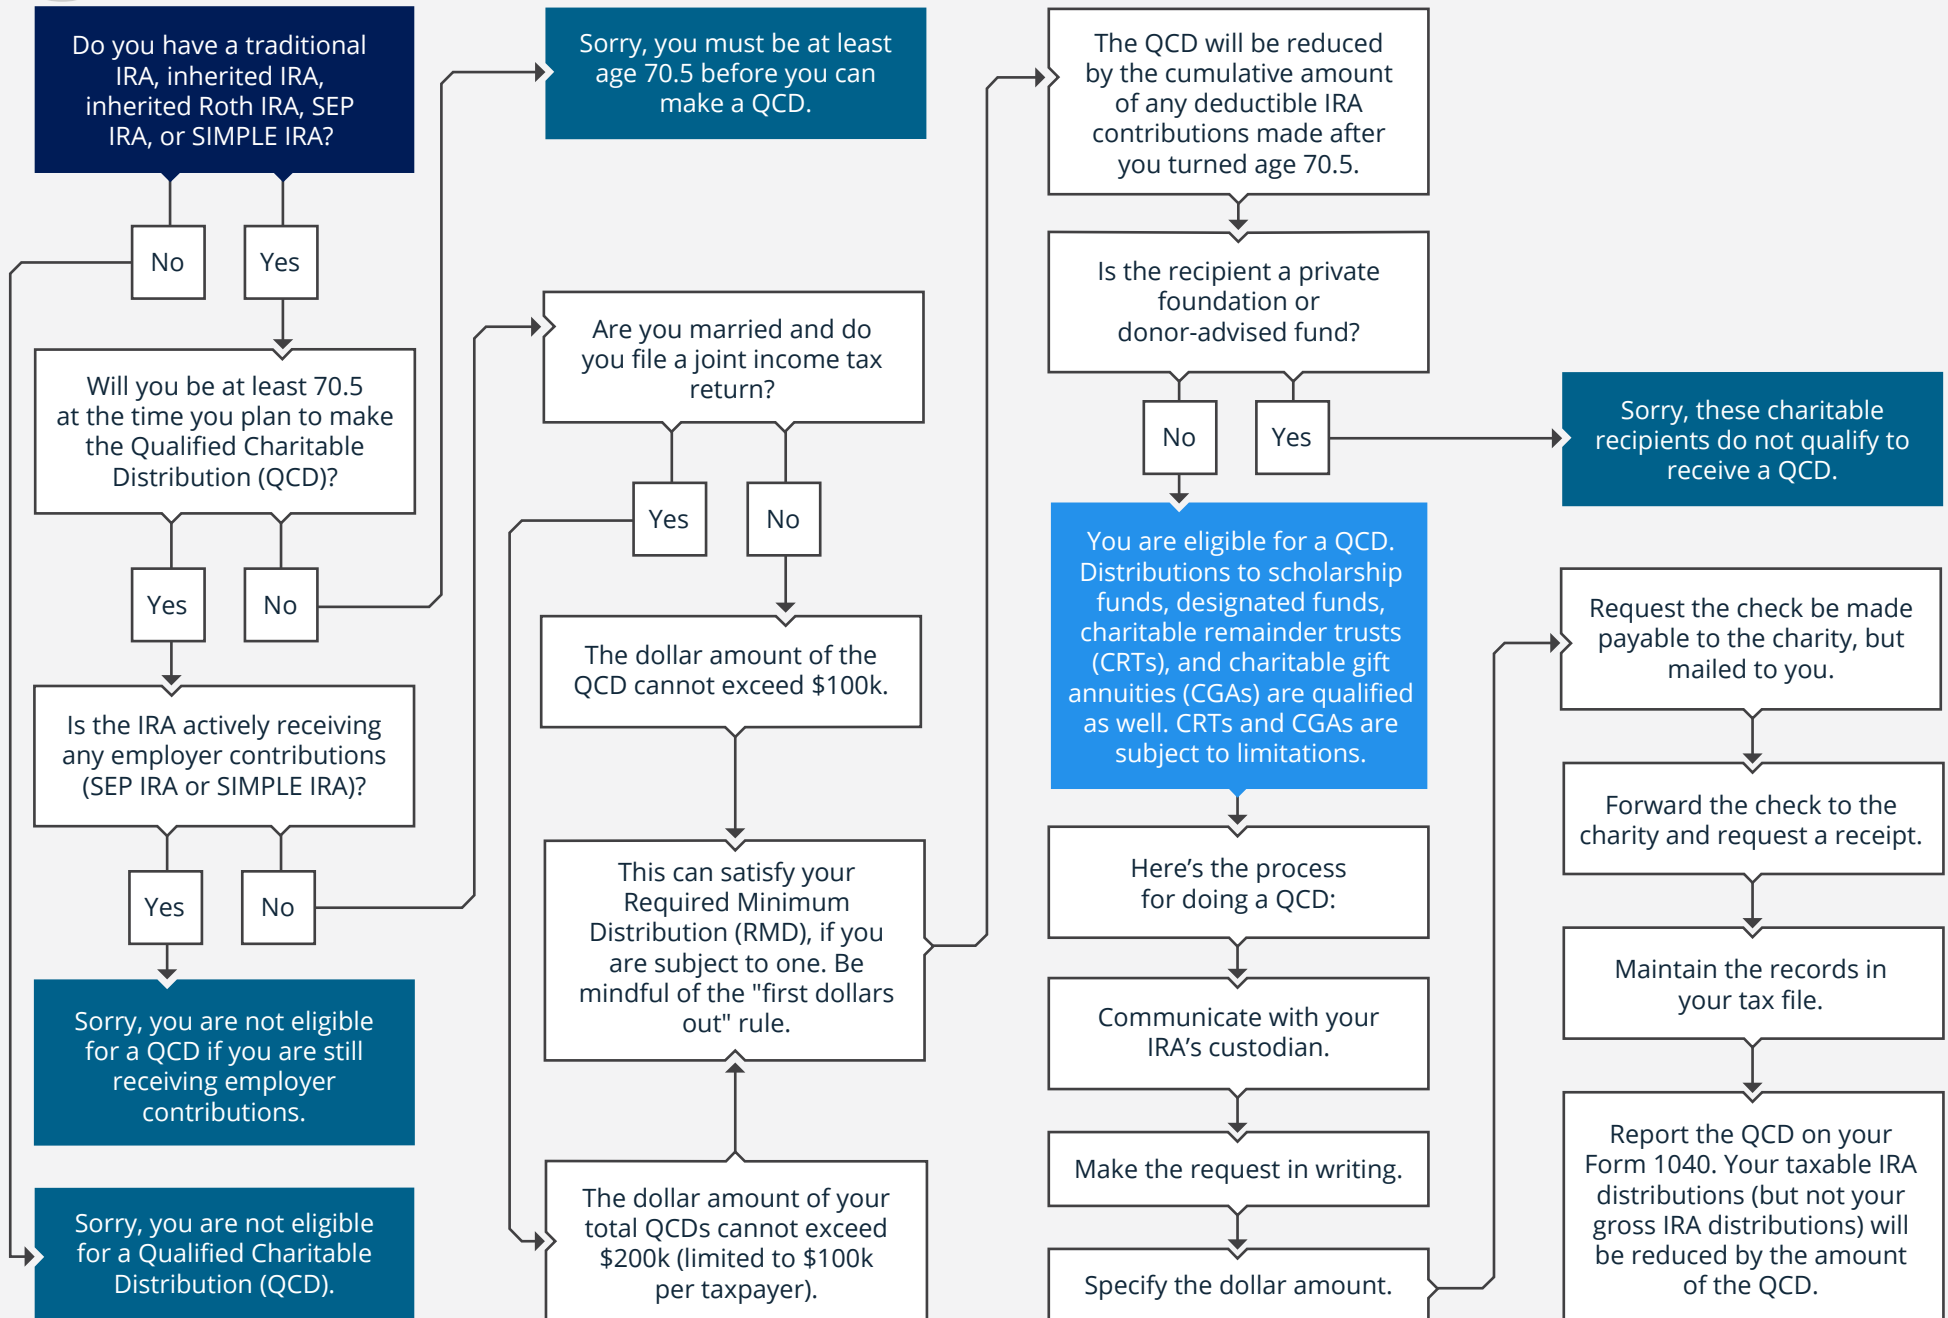 Do you have a traditional
IRA, inherited IRA,
inherited Roth IRA, SEP
IRA, or SIMPLE IRA?
No
Yes
Will you be at least 70.5
at the time you plan to make
the Qualified Charitable
Distribution (QCD)?
Yes
No
Is the IRA actively receiving
any employer contributions
(SEP IRA or SIMPLE IRA)?
Yes
No
Sorry, you are not eligible
for a QCD if you are still
receiving employer
contributions.
Sorry, you are not eligible
for a Qualified Charitable
Distribution (QCD).
Sorry, you must be at least
age 70.5 before you can
make a QCD.
Are you married and do
you file a joint income tax
return?
Yes
No
The dollar amount of the
QCD cannot exceed $100k.
This can satisfy your
Required Minimum
Distribution (RMD), if you
are subject to one. Be
mindful of the "first dollars
out" rule.
The dollar amount of your
total QCDs cannot exceed
$200k (limited to $100k
per taxpayer).
The QCD will be reduced
by the cumulative amount
of any deductible IRA
contributions made after
you turned age 70.5.
Is the recipient a private
foundation or
donor-advised fund?
No
Yes
You are eligible for a QCD.
Distributions to scholarship
funds, designated funds,
charitable remainder trusts
(CRTs), and charitable gift
annuities (CGAs) are qualified
as well. CRTs and CGAs are
subject to limitations.
Here’s the process
for doing a QCD:
Communicate with your
IRA’s custodian.
Make the request in writing.
Specify the dollar amount.
Sorry, these charitable
recipients do not qualify to
receive a QCD.
Request the check be made
payable to the charity, but
mailed to you.
Forward the check to the
charity and request a receipt.
Maintain the records in
your tax file.
Report the QCD on your
Form 1040. Your taxable IRA
distributions (but not your
gross IRA distributions) will
be reduced by the amount
of the QCD.